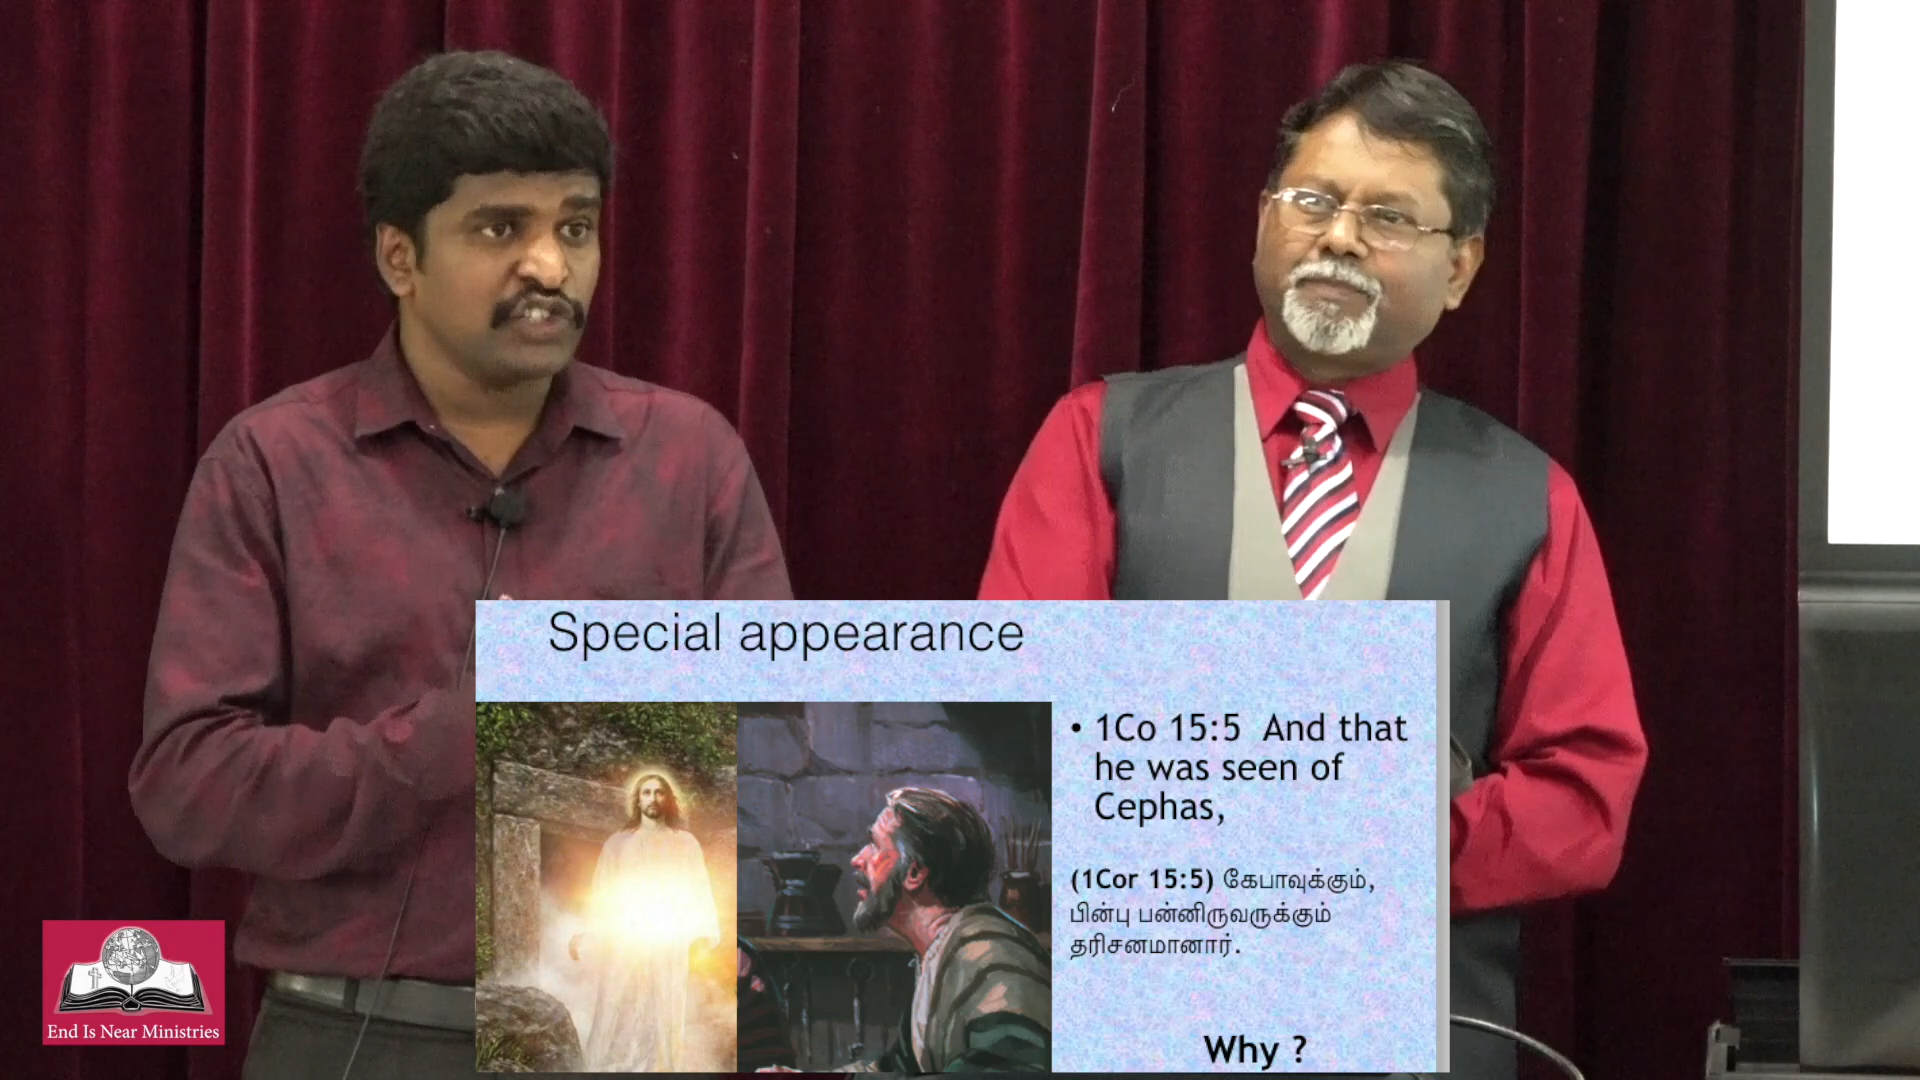 Special appearance
• 1Co 15:5 And that
he was seen of
Cephas,
(1Cor 15:5) கேபாவுக்கும்,
பின்பு பன்னிருவருக்கும்
தரிசனமானார்.
Why ?
End Is Near Ministries